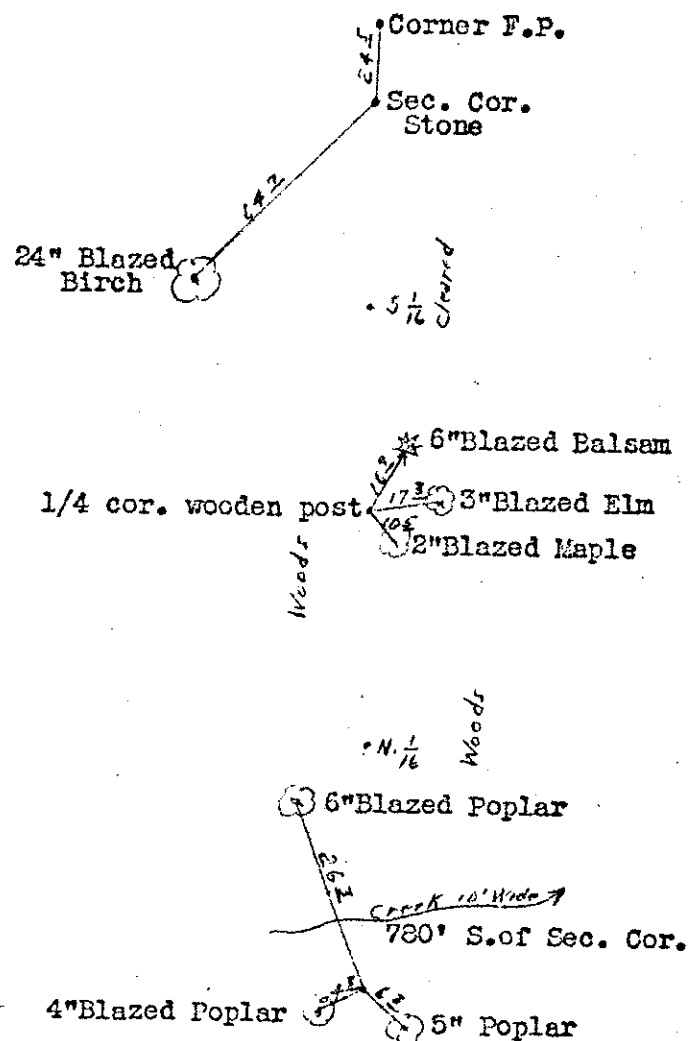 Corner F.P.
Sec. Cor.
Stone
24" Blazed
Birch
S 1/16
Cleared
6"Blazed Balsam
1/4 cor. wooden post.
17 3
3"Blazed Elm
2"Blazed Maple
Woods
N. 1/16
Woods
6"Blazed Poplar
Creek 10' Wide
780' S.of Sec. Cor.
4"Blazed Poplar
5" Poplar